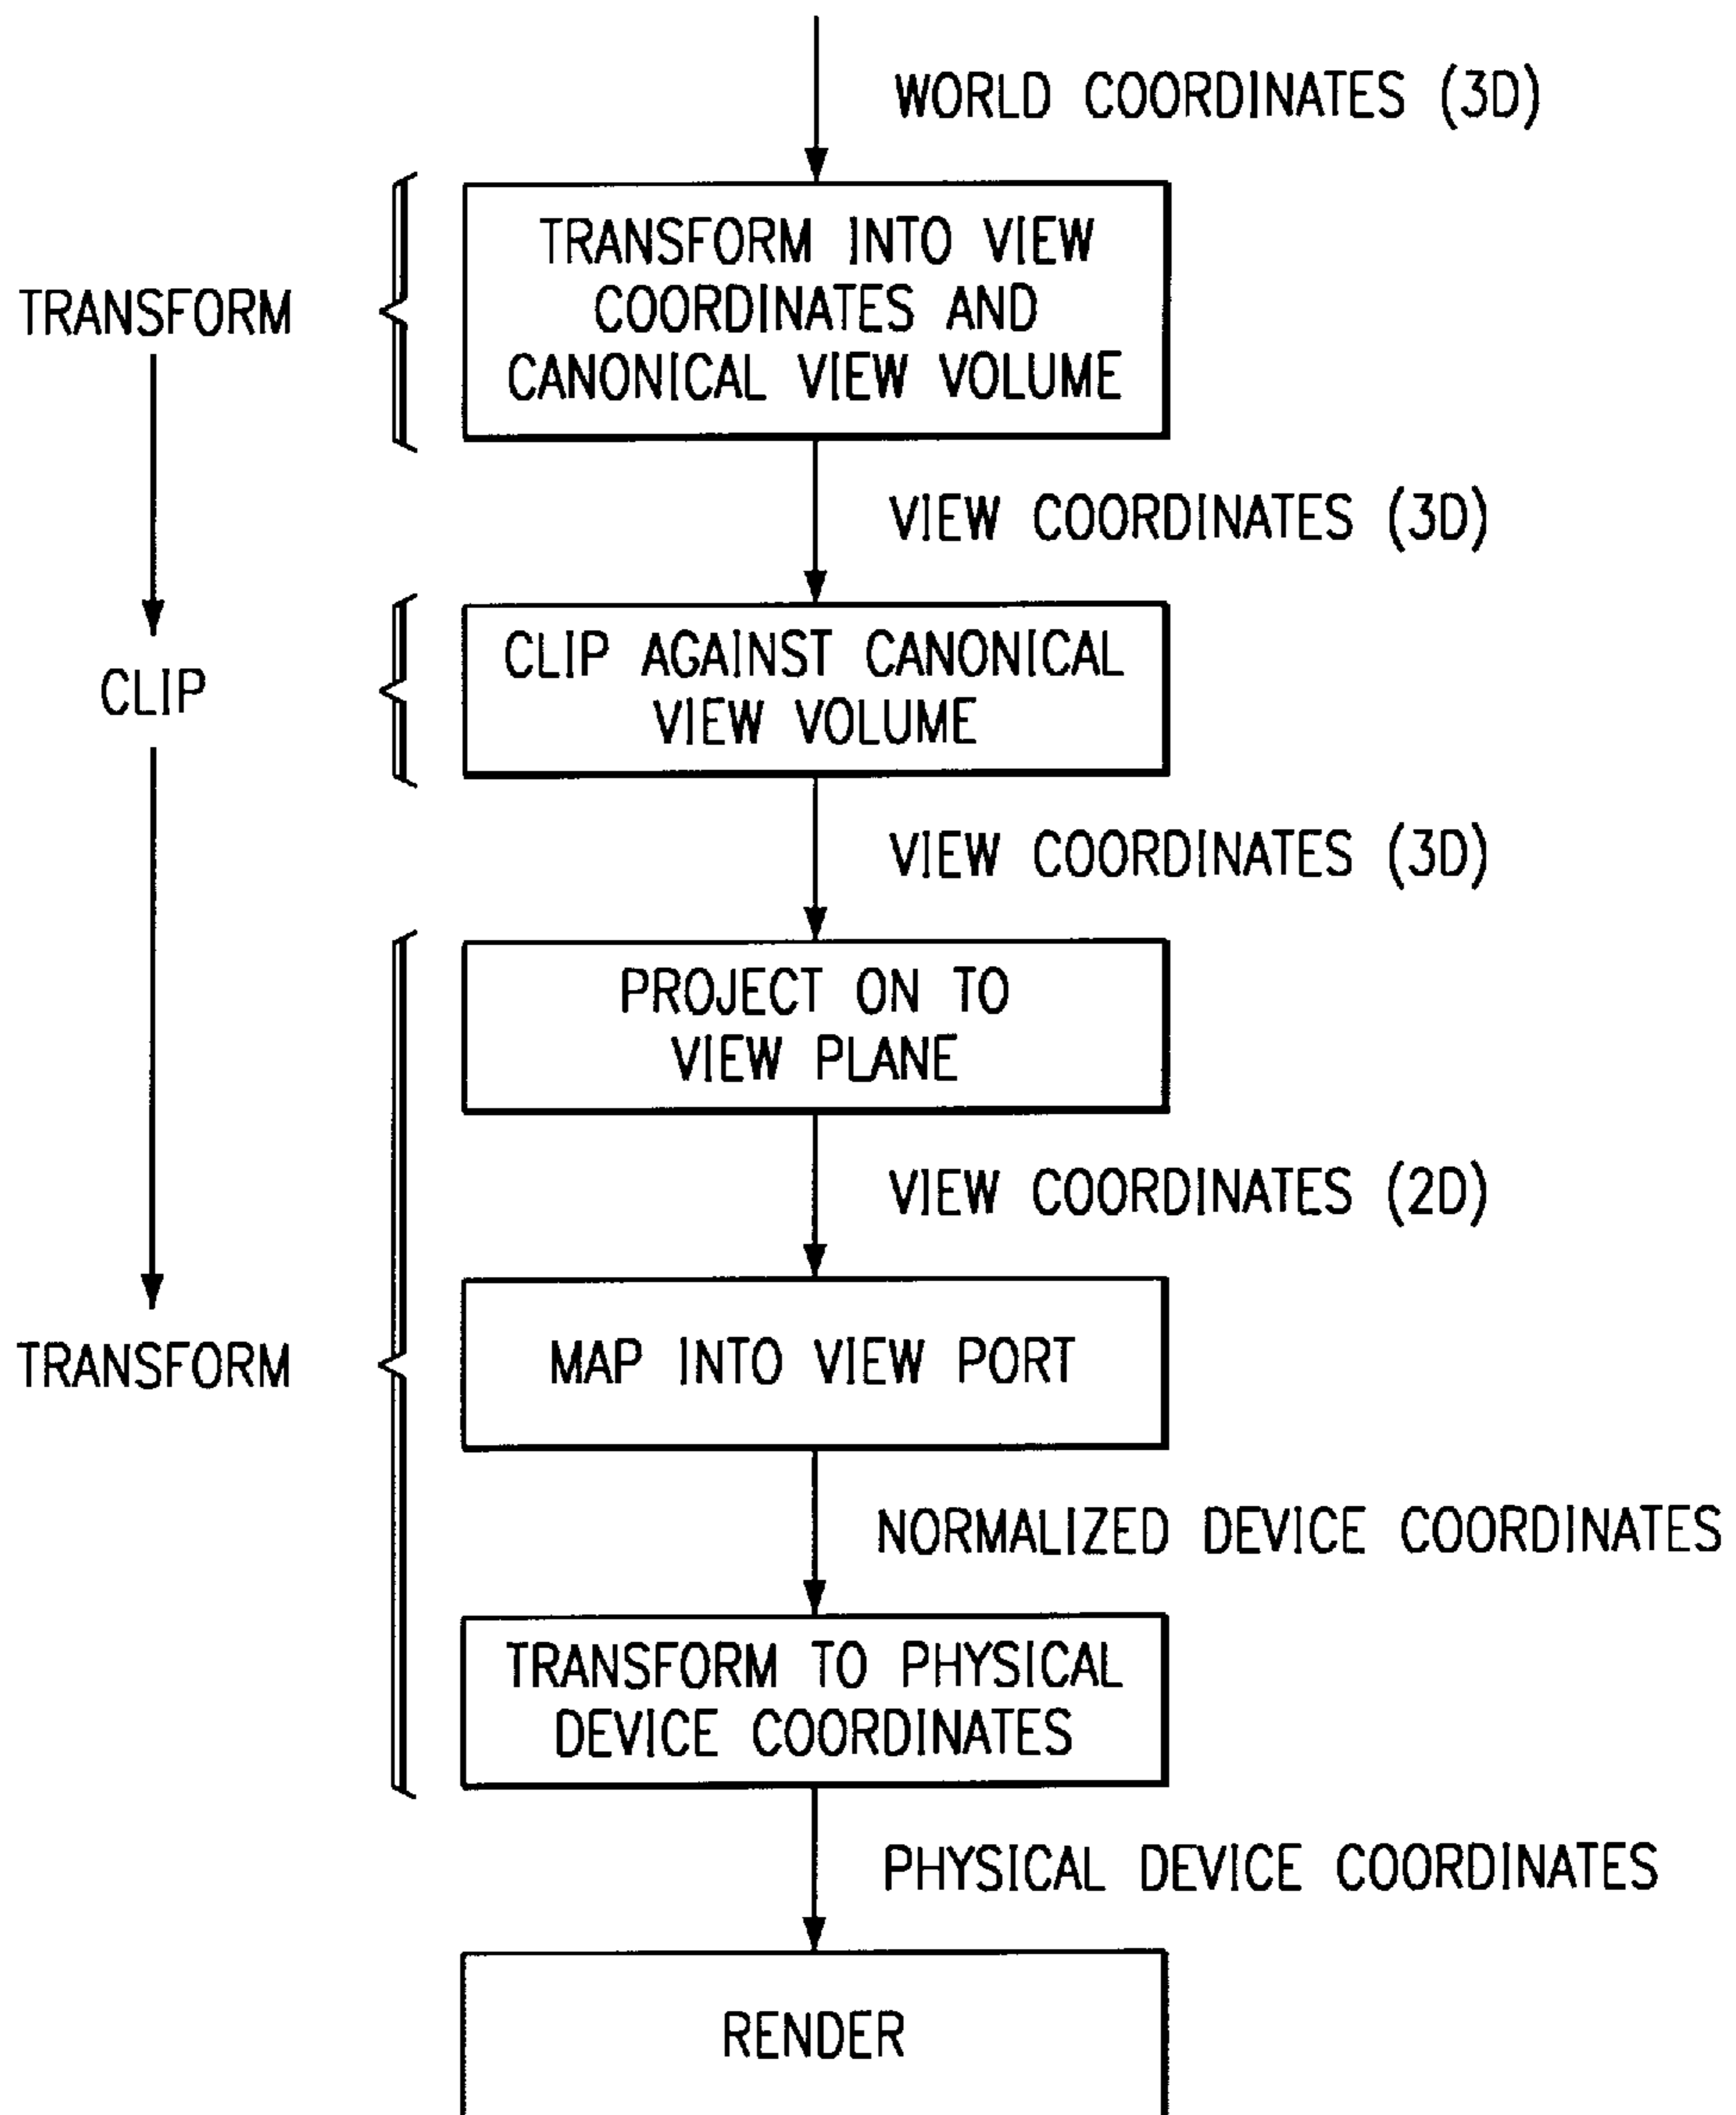 WORLD COORDINATES (3D)
TRANSFORM INTO VIEW
COORDINATES AND
CANONICAL VIEW VOLUME
TRANSFORM
VIEW COORDINATES (3D)
CLIP AGAINST CANONICAL
VIEW VOLUME
CLIP
VIEW COORDINATES (3D)
PROJECT ON TO
VIEW PLANE
VIEW COORDINATES (2D)
MAP INTO VIEW PORT
TRANSFORM
NORMALIZED DEVICE COORDINATES
TRANSFORM TO PHYSICAL
DEVICE COORDINATES
PHYSICAL DEVICE COORDINATES
RENDER